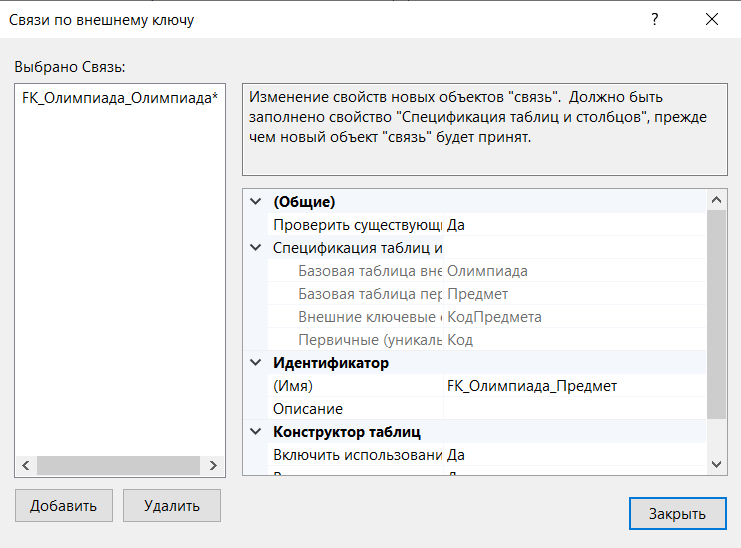 Связи по внешнему ключу
?
Выбрано Связь:
FK_Олимпиада_Олимпиада*
Изменение свойств новых объектов "связь". Должно быть
заполнено свойство "Спецификация таблиц и столбцов", прежде
чем новый объект "связь" будет принят.
(Общие)
Проверить существующ Да
Спецификация таблиц и
Базовая таблица вне Олимпиада
Базовая таблица пер Предмет
Внешние ключевые КодПредмета
Первичные (уникаль Код
Идентификатор
(Имя) FK_Олимпиада_Предмет
Описание
Конструктор таблиц
Включить использовани Да
Добавить Удалить
Закрыть